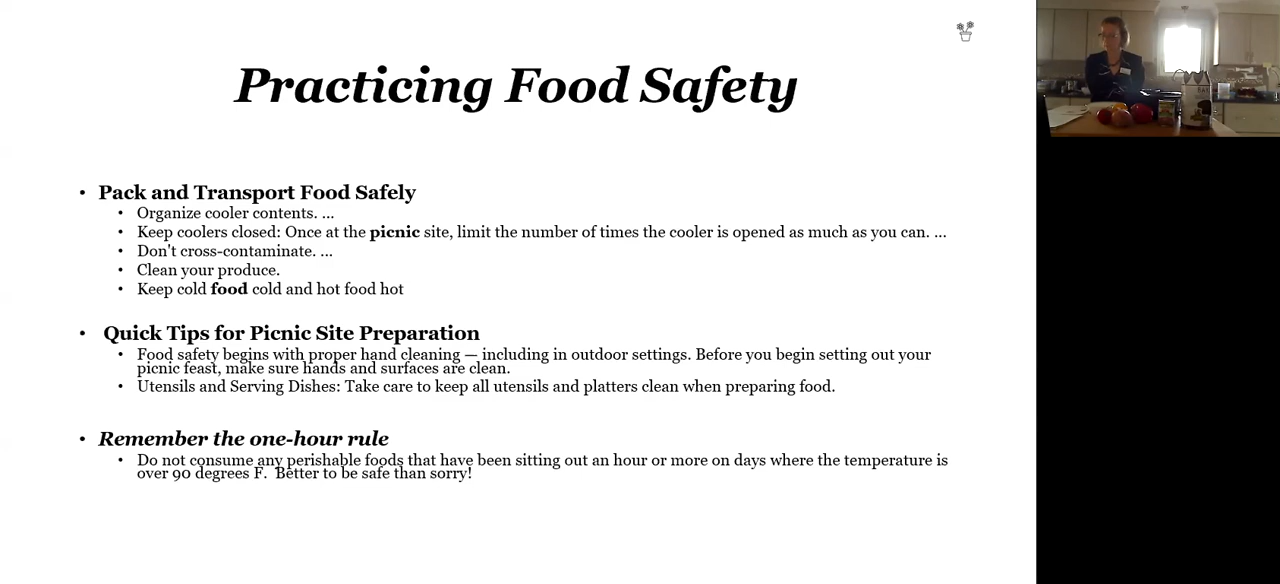 Practicing Food Safety
• Pack and Transport Food Safely
• Organize cooler contents. ...
• Keep coolers closed: Once at the picnic site, limit the number of times the cooler is opened as much as you can. ...
• Don't cross-contaminate. ...
• Clean your produce.
• Keep cold food cold and hot food hot
• Quick Tips for Picnic Site Preparation
• Food safety begins with proper hand cleaning — including in outdoor settings. Before you begin setting out your
picnic feast, make sure hands and surfaces are clean.
• Utensils and Serving Dishes: Take care to keep all utensils and platters clean when preparing food.
• Remember the one-hour rule
• Do not consume any perishable foods that have been sitting out an hour or more on days where the temperature is
over 90 degrees F.  Better to be safe than sorry!